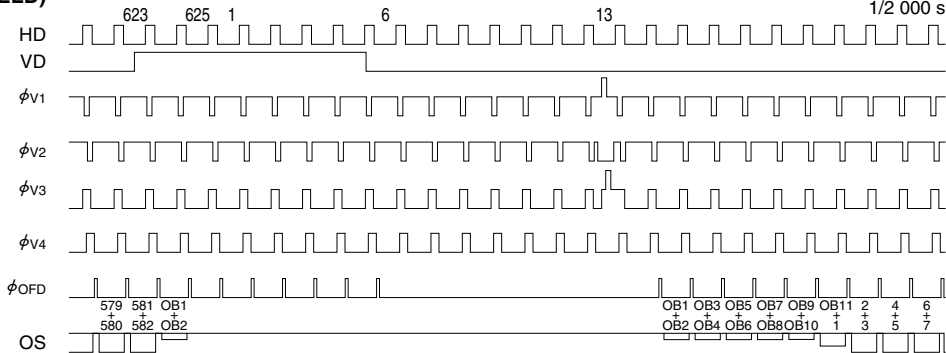 ELD)
1/2 000 s
623 625 1 6 13
HD
VD
ϕV1
ϕV2
ϕV3
ϕV4
ϕOFD
579 581 OB1 OB1 OB3 OB5 OB7 OB9 OB11 2 4 6
+ + + + + + + + + + + +
580 582 OB2 OB2 OB4 OB6 OB8 OB10 1 3 5 7
OS